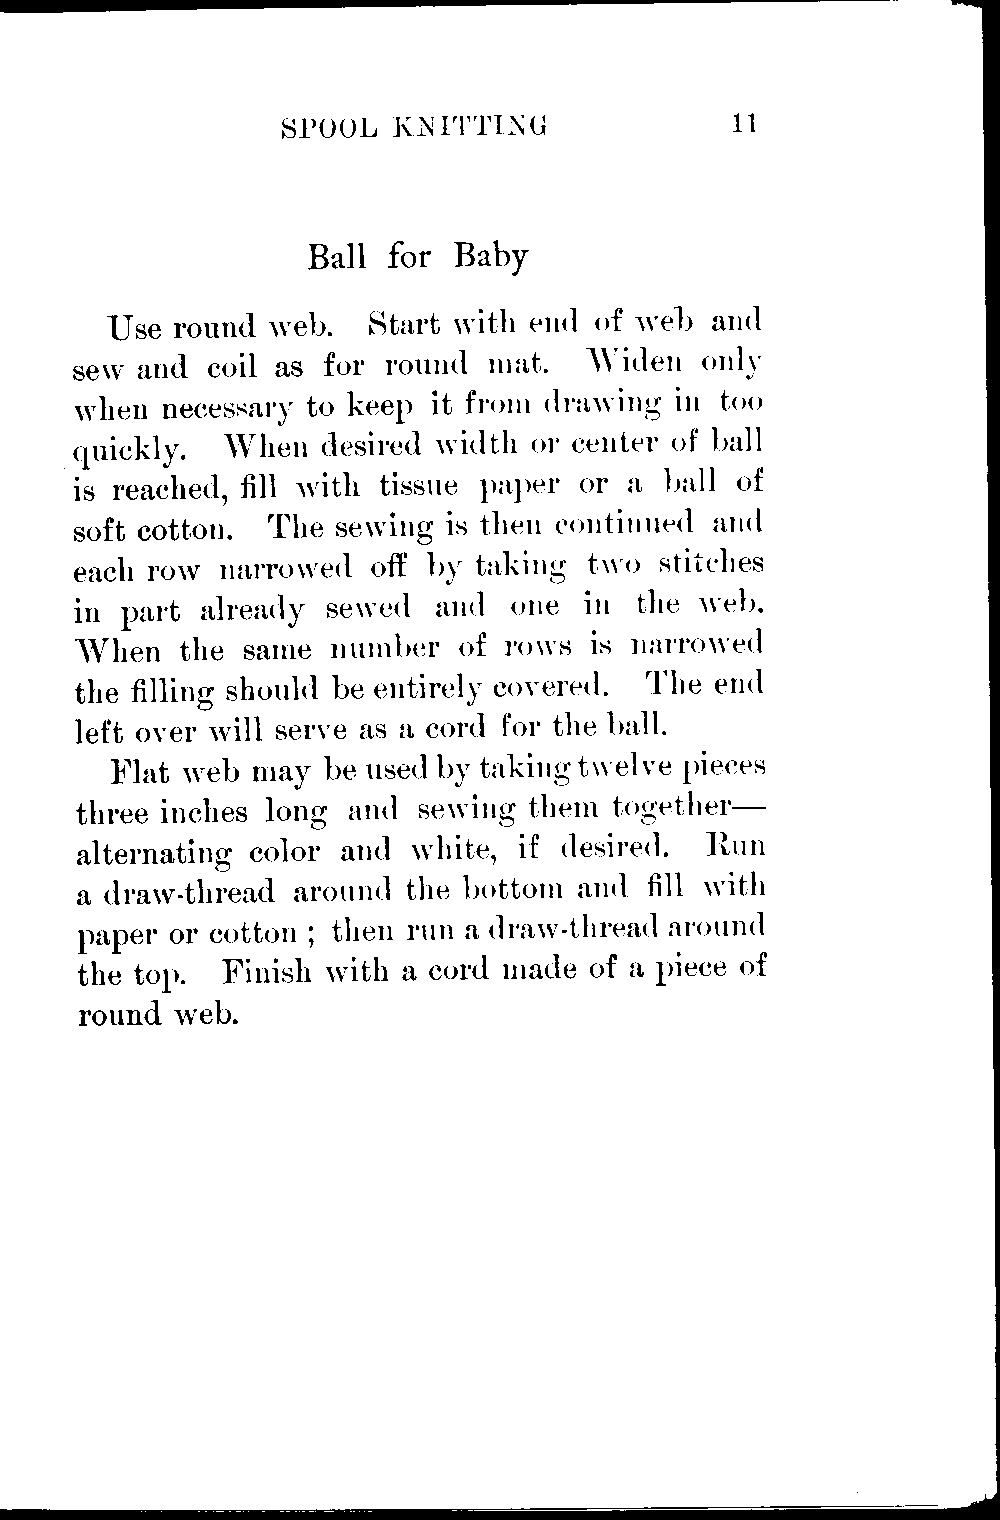 SPOOL KNITTING 11
Ball for Baby
Use round web. Start with end of web and
sew and coil as for round mat. Widen only
when necessary to keep it from drawing in too
quickly. When desired width or center of ball
is reached, fill with tissue paper or a ball of
soft cotton. The sewing is then continued and
each row narrowed off by taking two stitches
in part already sewed and one in the web.
When the same number of rows is narrowed
the filling should be entirely covered. The end
left over will serve as a cord for the ball.
Flat web may be used by taking twelve pieces
three inches long and sewing them together—
alternating color and white, if desired. Run
a draw-thread around the bottom and fill with
paper or cotton ; then run a draw-thread around
the top. Finish with a cord made of a piece of
round web.